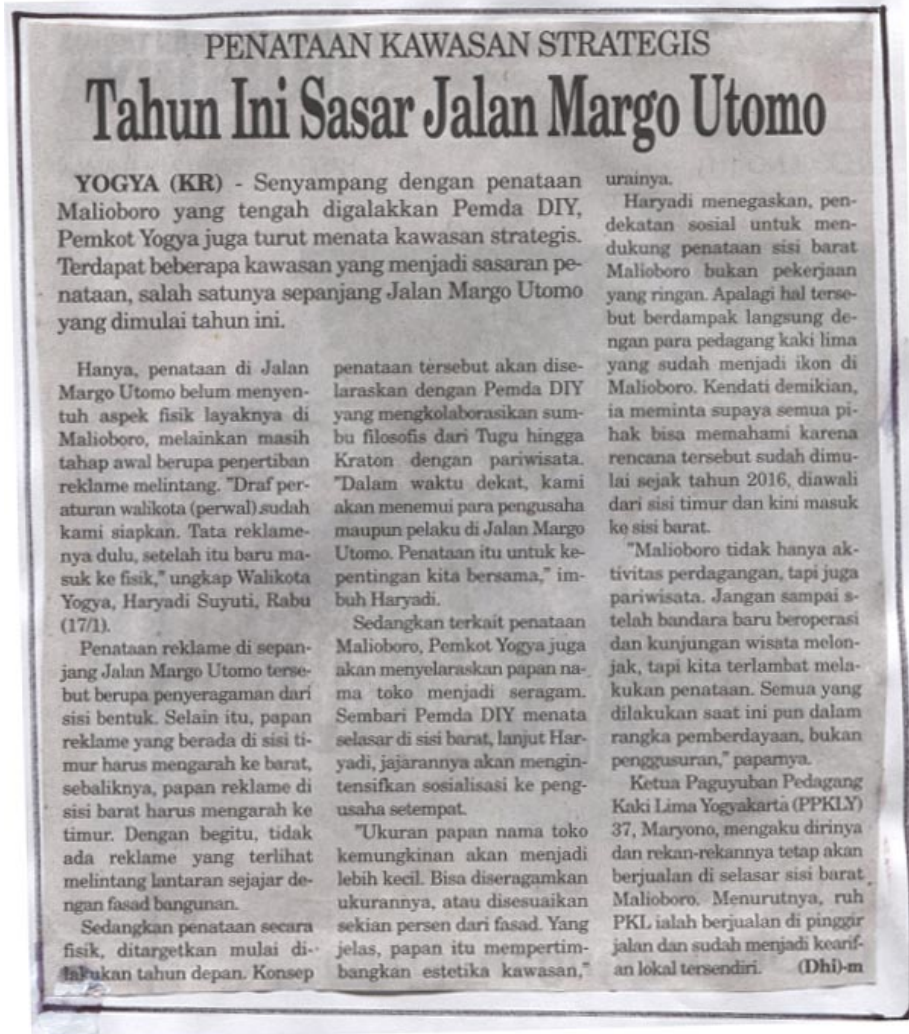 PENATAAN KAWASAN STRATEGIS
Tahun Ini Sasar Jalan Margo Utomo
YOGYA (KR) - Senyampang dengan penataan
Malioboro yang tengah digalakkan Pemda DIY,
Pemkot Yogya juga turut menata kawasan strategis.
Terdapat beberapa kawasan yang menjadi sasaran pe-
nataan, salah satunya sepanjang Jalan Margo Utomo
yang dimulai tahun ini.
Hanya, penataan di Jalan
Margo Utomo belum menyen-
tuh aspek fisik layaknya di
Malioboro, melainkan masih
tahap awal berupa penertiban
reklame melintang. "Draf per-
aturan walikota (perwal) sudah
kami siapkan. Tata reklame-
nya dulu, setelah itu baru ma-
suk ke fisik," ungkap Walikota
Yogya, Haryadi Suyuti, Rabu
(17/1).
Penataan reklame di sepan-
jang Jalan Margo Utomo terse-
but berupa penyeragaman dari
sisi bentuk. Selain itu, papan
reklame yang berada di sisi ti-
mur harus mengarah ke barat,
sebaliknya, papan reklame di
sisi barat harus mengarah ke
timur. Dengan begitu, tidak
ada reklame yang terlihat
melintang lantaran sejajar de-
ngan fasad bangunan.
Sedangkan penataan secara
fisik, ditargetkan mulai di-
lakukan tahun depan. Konsep
penataan tersebut akan dise-
laraskan dengan Pemda DIY
yang mengkolaborasikan sum-
bu filosofis dari Tugu hingga
Kraton dengan pariwisata.
"Dalam waktu dekat, kami
akan menemui para pengusaha
maupun pelaku di Jalan Margo
Utomo. Penataan itu untuk ke-
pentingan kita bersama," im-
buh Haryadi.
Sedangkan terkait penataan
Malioboro, Pemkot Yogya juga
akan menyelaraskan papan na-
ma toko menjadi seragam.
Sembari Pemda DIY menata
selasar di sisi barat, lanjut Har-
yadi, jajarannya akan mengin-
tensifkan sosialisasi ke peng-
usaha setempat.
"Ukuran papan nama toko
kemungkinan akan menjadi
lebih kecil. Bisa diseragamkan
ukurannya, atau disesuaikan
sekian persen dari fasad. Yang
jelas, papan itu mempertim-
bangkan estetika kawasan,"
urainya.
Haryadi menegaskan, pen-
dekatan sosial untuk men-
dukung penataan sisi barat
Malioboro bukan pekerjaan
yang ringan. Apalagi hal terse-
but berdampak langsung de-
ngan para pedagang kaki lima
yang sudah menjadi ikon di
Malioboro. Kendati demikian,
ia meminta supaya semua pi-
hak bisa memahami karena
rencana tersebut sudah dimu-
lai sejak tahun 2016, diawali
dari sisi timur dan kini masuk
ke sisi barat.
"Malioboro tidak hanya ak-
tivitas perdagangan, tapi juga
pariwisata. Jangan sampai s-
telah bandara baru beroperasi
dan kunjungan wisata melon-
jak, tapi kita terlambat mela-
kukan penataan. Semua yang
dilakukan saat ini pun dalam
rangka pemberdayaan, bukan
penggusuran," paparnya.
Ketua Paguyuban Pedagang
Kaki Lima Yogyakarta (PPKLY)
37, Maryono, mengaku dirinya
dan rekan-rekannya tetap akan
berjualan di selasar sisi barat
Malioboro. Menurutnya, ruh
PKL ialah berjualan di pinggir
jalan dan sudah menjadi kearif-
an lokal tersendiri. (Dhi)-m